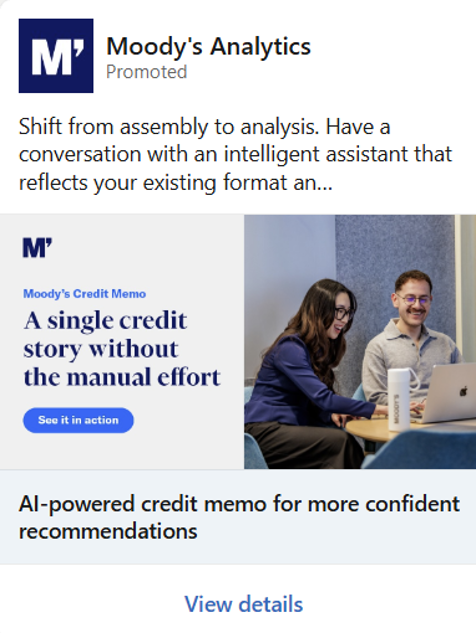 M'
Moody's Analytics
Promoted
Shift from assembly to analysis. Have a
conversation with an intelligent assistant that
reflects your existing format an...
M'
Moody's Credit Memo
A single credit
story without
the manual effort
See it in action
MOODY'S
AI-powered credit memo for more confident
recommendations
View details